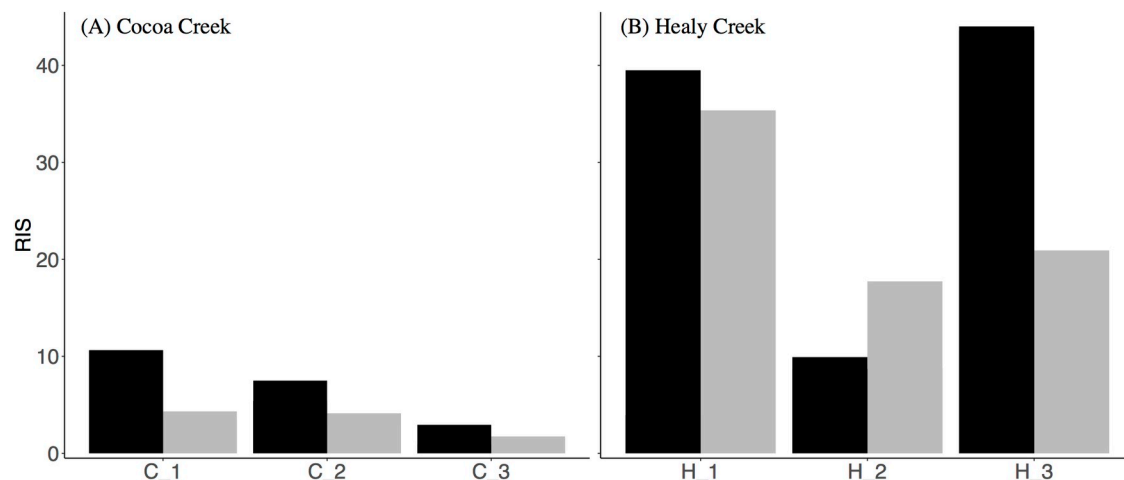 (A) Cocoa Creek
(B) Healy Creek
RIS
40
30
20
10
0
C_1 C_2 C_3
H_1 H_2 H_3